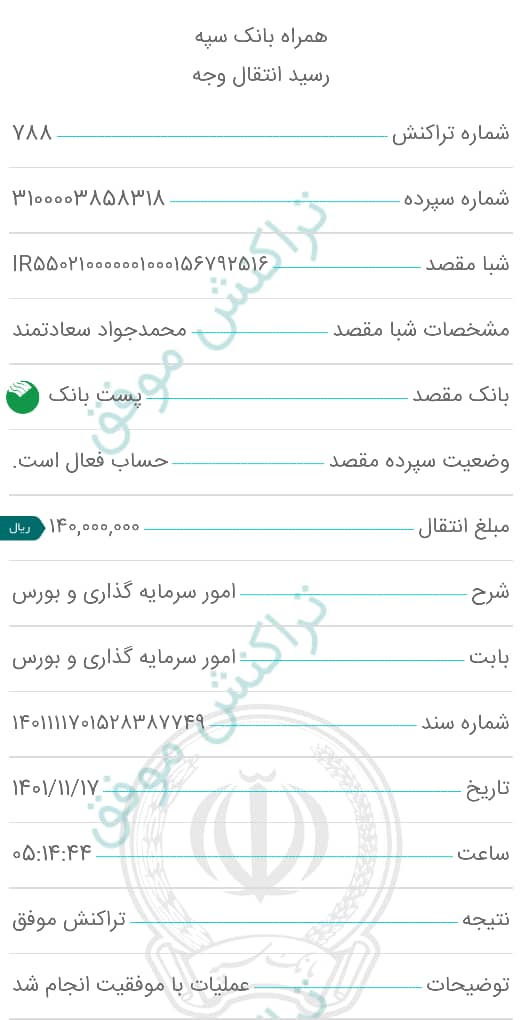 همراه بانک سپه
رسید انتقال وجه
شماره تراکنش ۷۸۸
شماره سپرده ۳۱۰۰۰۰۳۸۵۸۳۱۸
شبا مقصد IR۵۵۰۲۱۰۰۰۰۰۰۱۰۰۰۱۵۶۷۹۲۵۱۶
مشخصات شبا مقصد محمدجواد سعادتمند
بانک مقصد پست بانک
وضعیت سپرده مقصد حساب فعال است.
مبلغ انتقال ۱۴۰,۰۰۰,۰۰۰ ریال
شرح امور سرمایه گذاری و بورس
بابت امور سرمایه گذاری و بورس
شماره سند ۱۴۰۱۱۱۱۷۰۱۵۲۸۳۸۷۷۴۹
تاریخ ۱۴۰۱/۱۱/۱۷
ساعت ۰۵:۱۴:۴۴
نتیجه تراکنش موفق
توضیحات عملیات با موفقیت انجام شد
تراکنش موفق
تراکنش موفق
بانک سپه